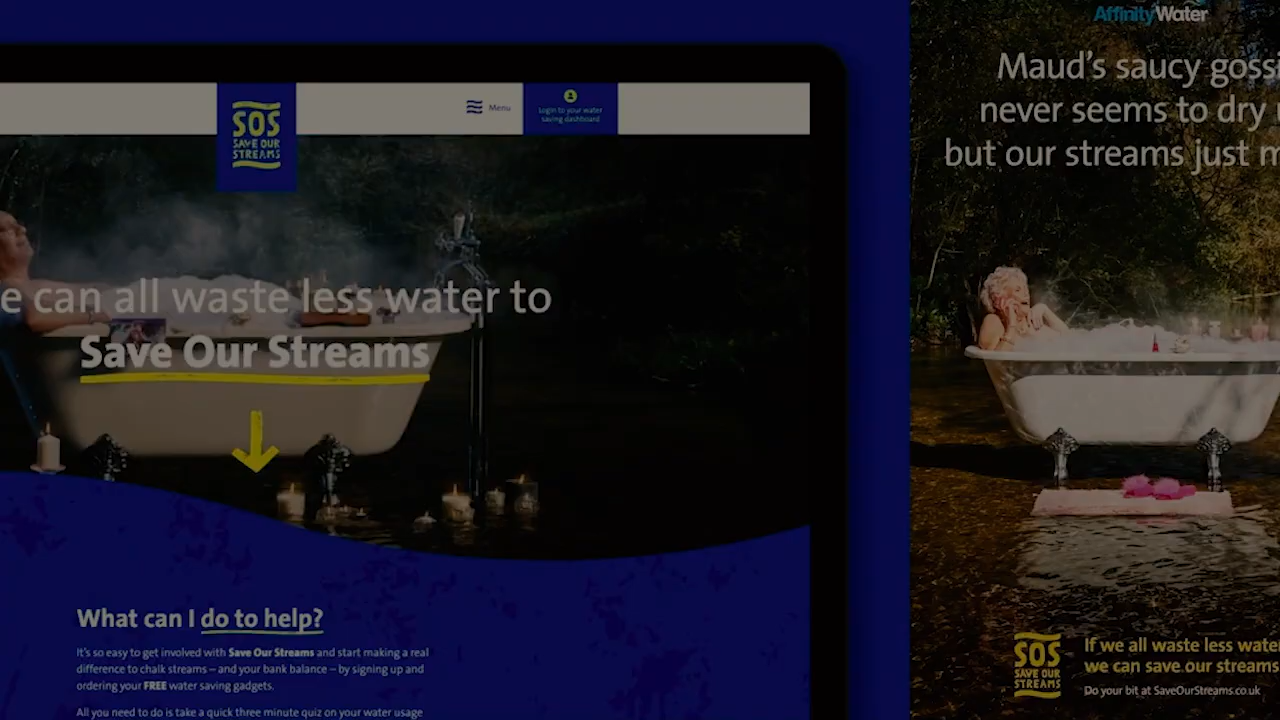 SOS
SAVE OUR
STREAMS
Menu
Login to your water
saving dashboard
can all waste less water to
Save Our Streams
What can I do to help?
It's so easy to get involved with Save Our Streams and start making a real
difference to chalk streams – and your bank balance – by signing up and
ordering your FREE water saving gadgets.
All you need to do is take a quick three minute quiz on your water usage
AffinityWater
Maud's saucy
never seems to dry
but our streams just
SOS
SAVE OUR
STREAMS
If we all waste less water
we can save our streams
Do your bit at SaveOurStreams.co.uk